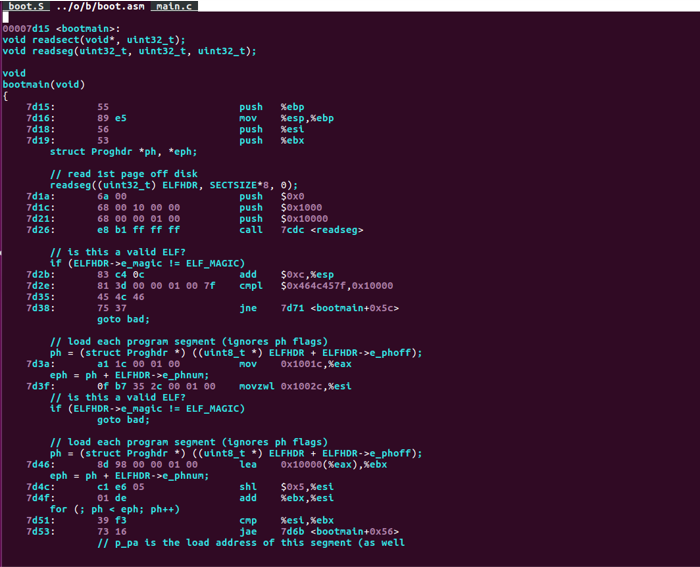 boot.S  ../o/b/boot.asm  main.c
00007d15 <bootmain>:
void readsect(void*, uint32_t);
void readseg(uint32_t, uint32_t, uint32_t);
void
bootmain(void)
{
7d15: 55 push %ebp
7d16: 89 e5 mov %esp,%ebp
7d18: 56 push %esi
7d19: 53 push %ebx
struct Proghdr *ph, *eph;
// read 1st page off disk
readseg((uint32_t) ELFHDR, SECTSIZE*8, 0);
7d1a: 6a 00 push $0x0
7d1c: 68 00 10 00 00 push $0x1000
7d21: 68 00 00 01 00 push $0x10000
7d26: e8 b1 ff ff ff call 7cdc <readseg>
// is this a valid ELF?
if (ELFHDR->e_magic != ELF_MAGIC)
7d2b: 83 c4 0c add $0xc,%esp
7d2e: 81 3d 00 00 01 00 7f cmpl $0x464c457f,0x10000
7d35: 45 4c 46
7d38: 75 37 jne 7d71 <bootmain+0x5c>
goto bad;
// load each program segment (ignores ph flags)
ph = (struct Proghdr *) ((uint8_t *) ELFHDR + ELFHDR->e_phoff);
7d3a: a1 1c 00 01 00 mov 0x1001c,%eax
eph = ph + ELFHDR->e_phnum;
7d3f: 0f b7 35 2c 00 01 00 movzwl 0x1002c,%esi
// is this a valid ELF?
if (ELFHDR->e_magic != ELF_MAGIC)
goto bad;
// load each program segment (ignores ph flags)
ph = (struct Proghdr *) ((uint8_t *) ELFHDR + ELFHDR->e_phoff);
7d46: 8d 98 00 00 01 00 lea 0x10000(%eax),%ebx
eph = ph + ELFHDR->e_phnum;
7d4c: c1 e6 05 shl $0x5,%esi
7d4f: 01 de add %ebx,%esi
for (; ph < eph; ph++)
7d51: 39 f3 cmp %esi,%ebx
7d53: 73 16 jae 7d6b <bootmain+0x56>
// p_pa is the load address of this segment (as well